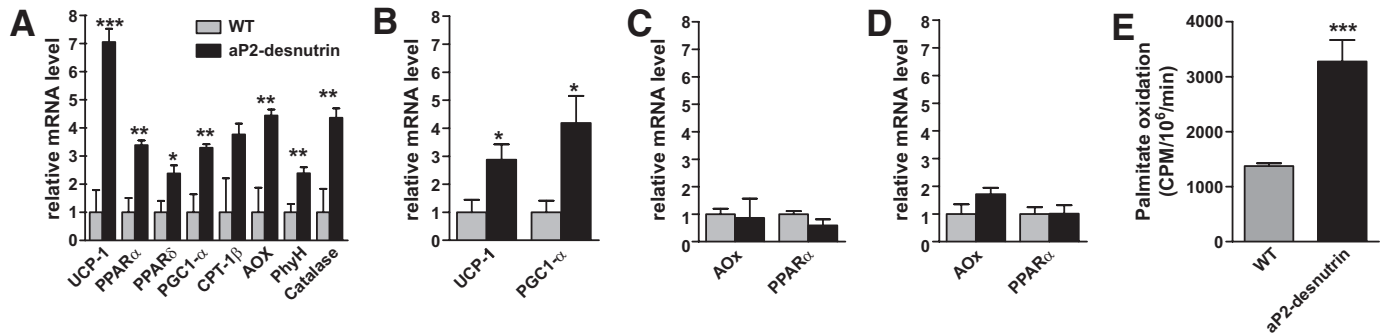 A
relative mRNA level
8
7
6
5
4
3
2
1
0
***
**
*
**
**
**
**
WT
aP2-desnutrin
UCP-1
PPARα
PPARδ
PGC1-α
CPT-1β
AOX
PhyH
Catalase
B
relative mRNA level
8
7
6
5
4
3
2
1
0
*
*
UCP-1
PGC1-α
C
relative mRNA level
8
7
6
5
4
3
2
1
0
AOx
PPARα
D
relative mRNA level
8
7
6
5
4
3
2
1
0
AOx
PPARα
E
Palmitate oxidation
(CPM/10⁶/min)
4000
3000
2000
1000
0
***
WT
aP2-desnutrin